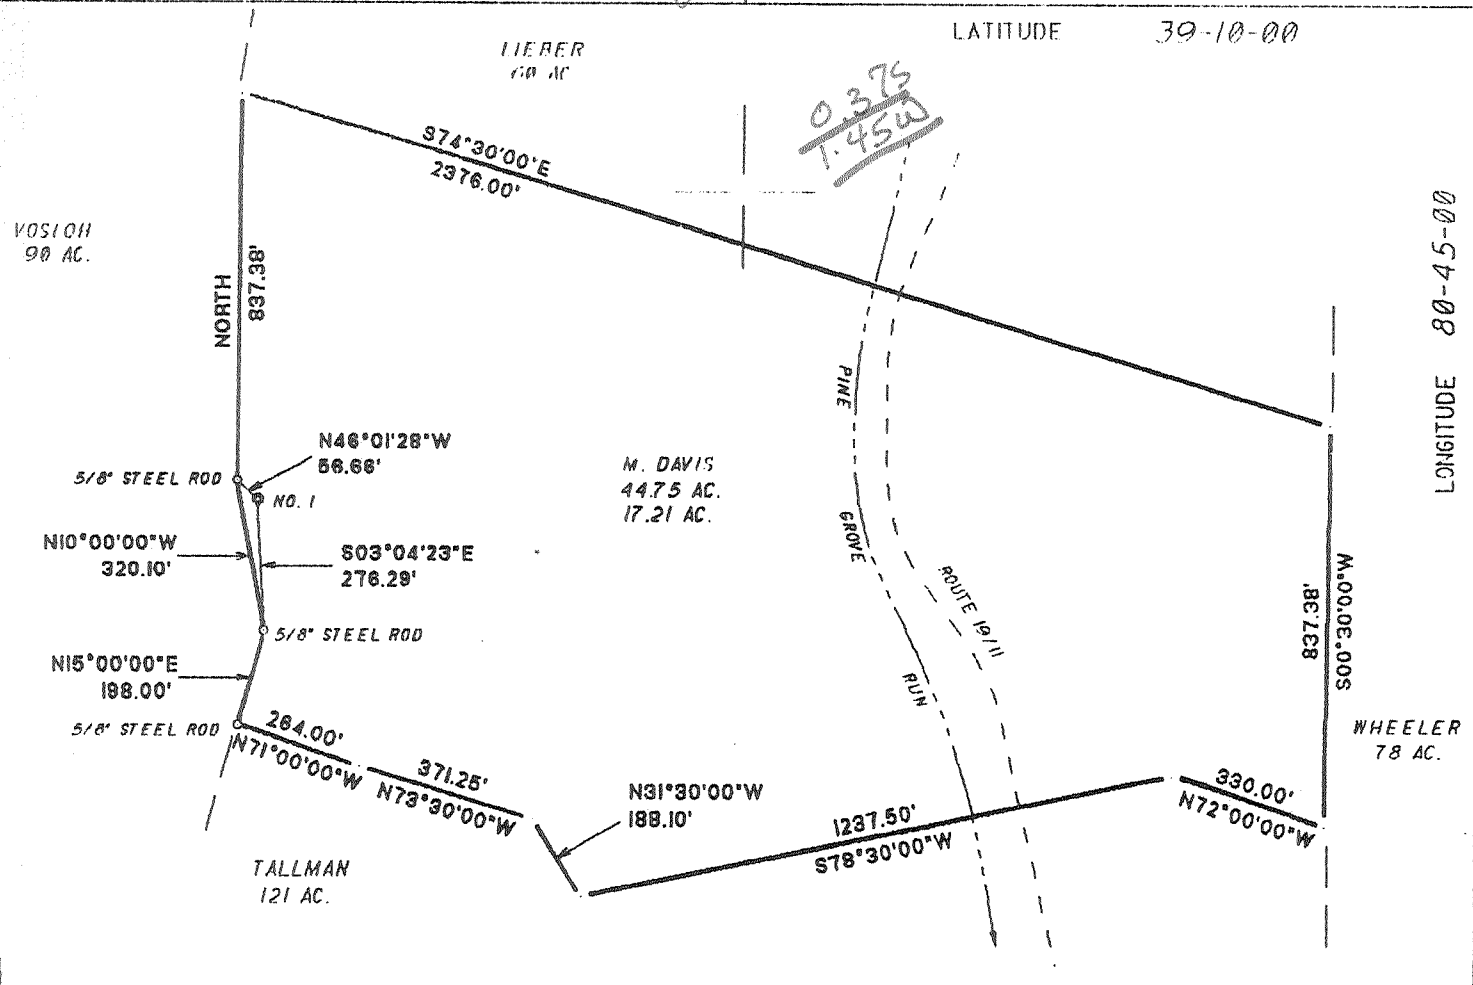 LATITUDE 39-10-00
LIEBER
60 AC
0.37S
1.45W
S74°30'00"E
2376.00'
LONGITUDE 80-45-00
90 AC.
NORTH
837.38'
PINE
N46°01'28"W
56.66'
5/8" STEEL ROD
NO. 1
M. DAVIS
44.75 AC.
17.21 AC.
GROVE
N10°00'00"W
320.10'
S03°04'23"E
276.29'
ROUTE 19/11
837.38'
S00°30'00"W
5/8" STEEL ROD
N15°00'00"E
198.00'
RUN
5/8" STEEL ROD
264.00'
N71°00'00"W
371.25'
N73°30'00"W
N31°30'00"W
188.10'
1237.50'
S78°30'00"W
330.00'
N72°00'00"W
WHEELER
78 AC.
TALLMAN
121 AC.